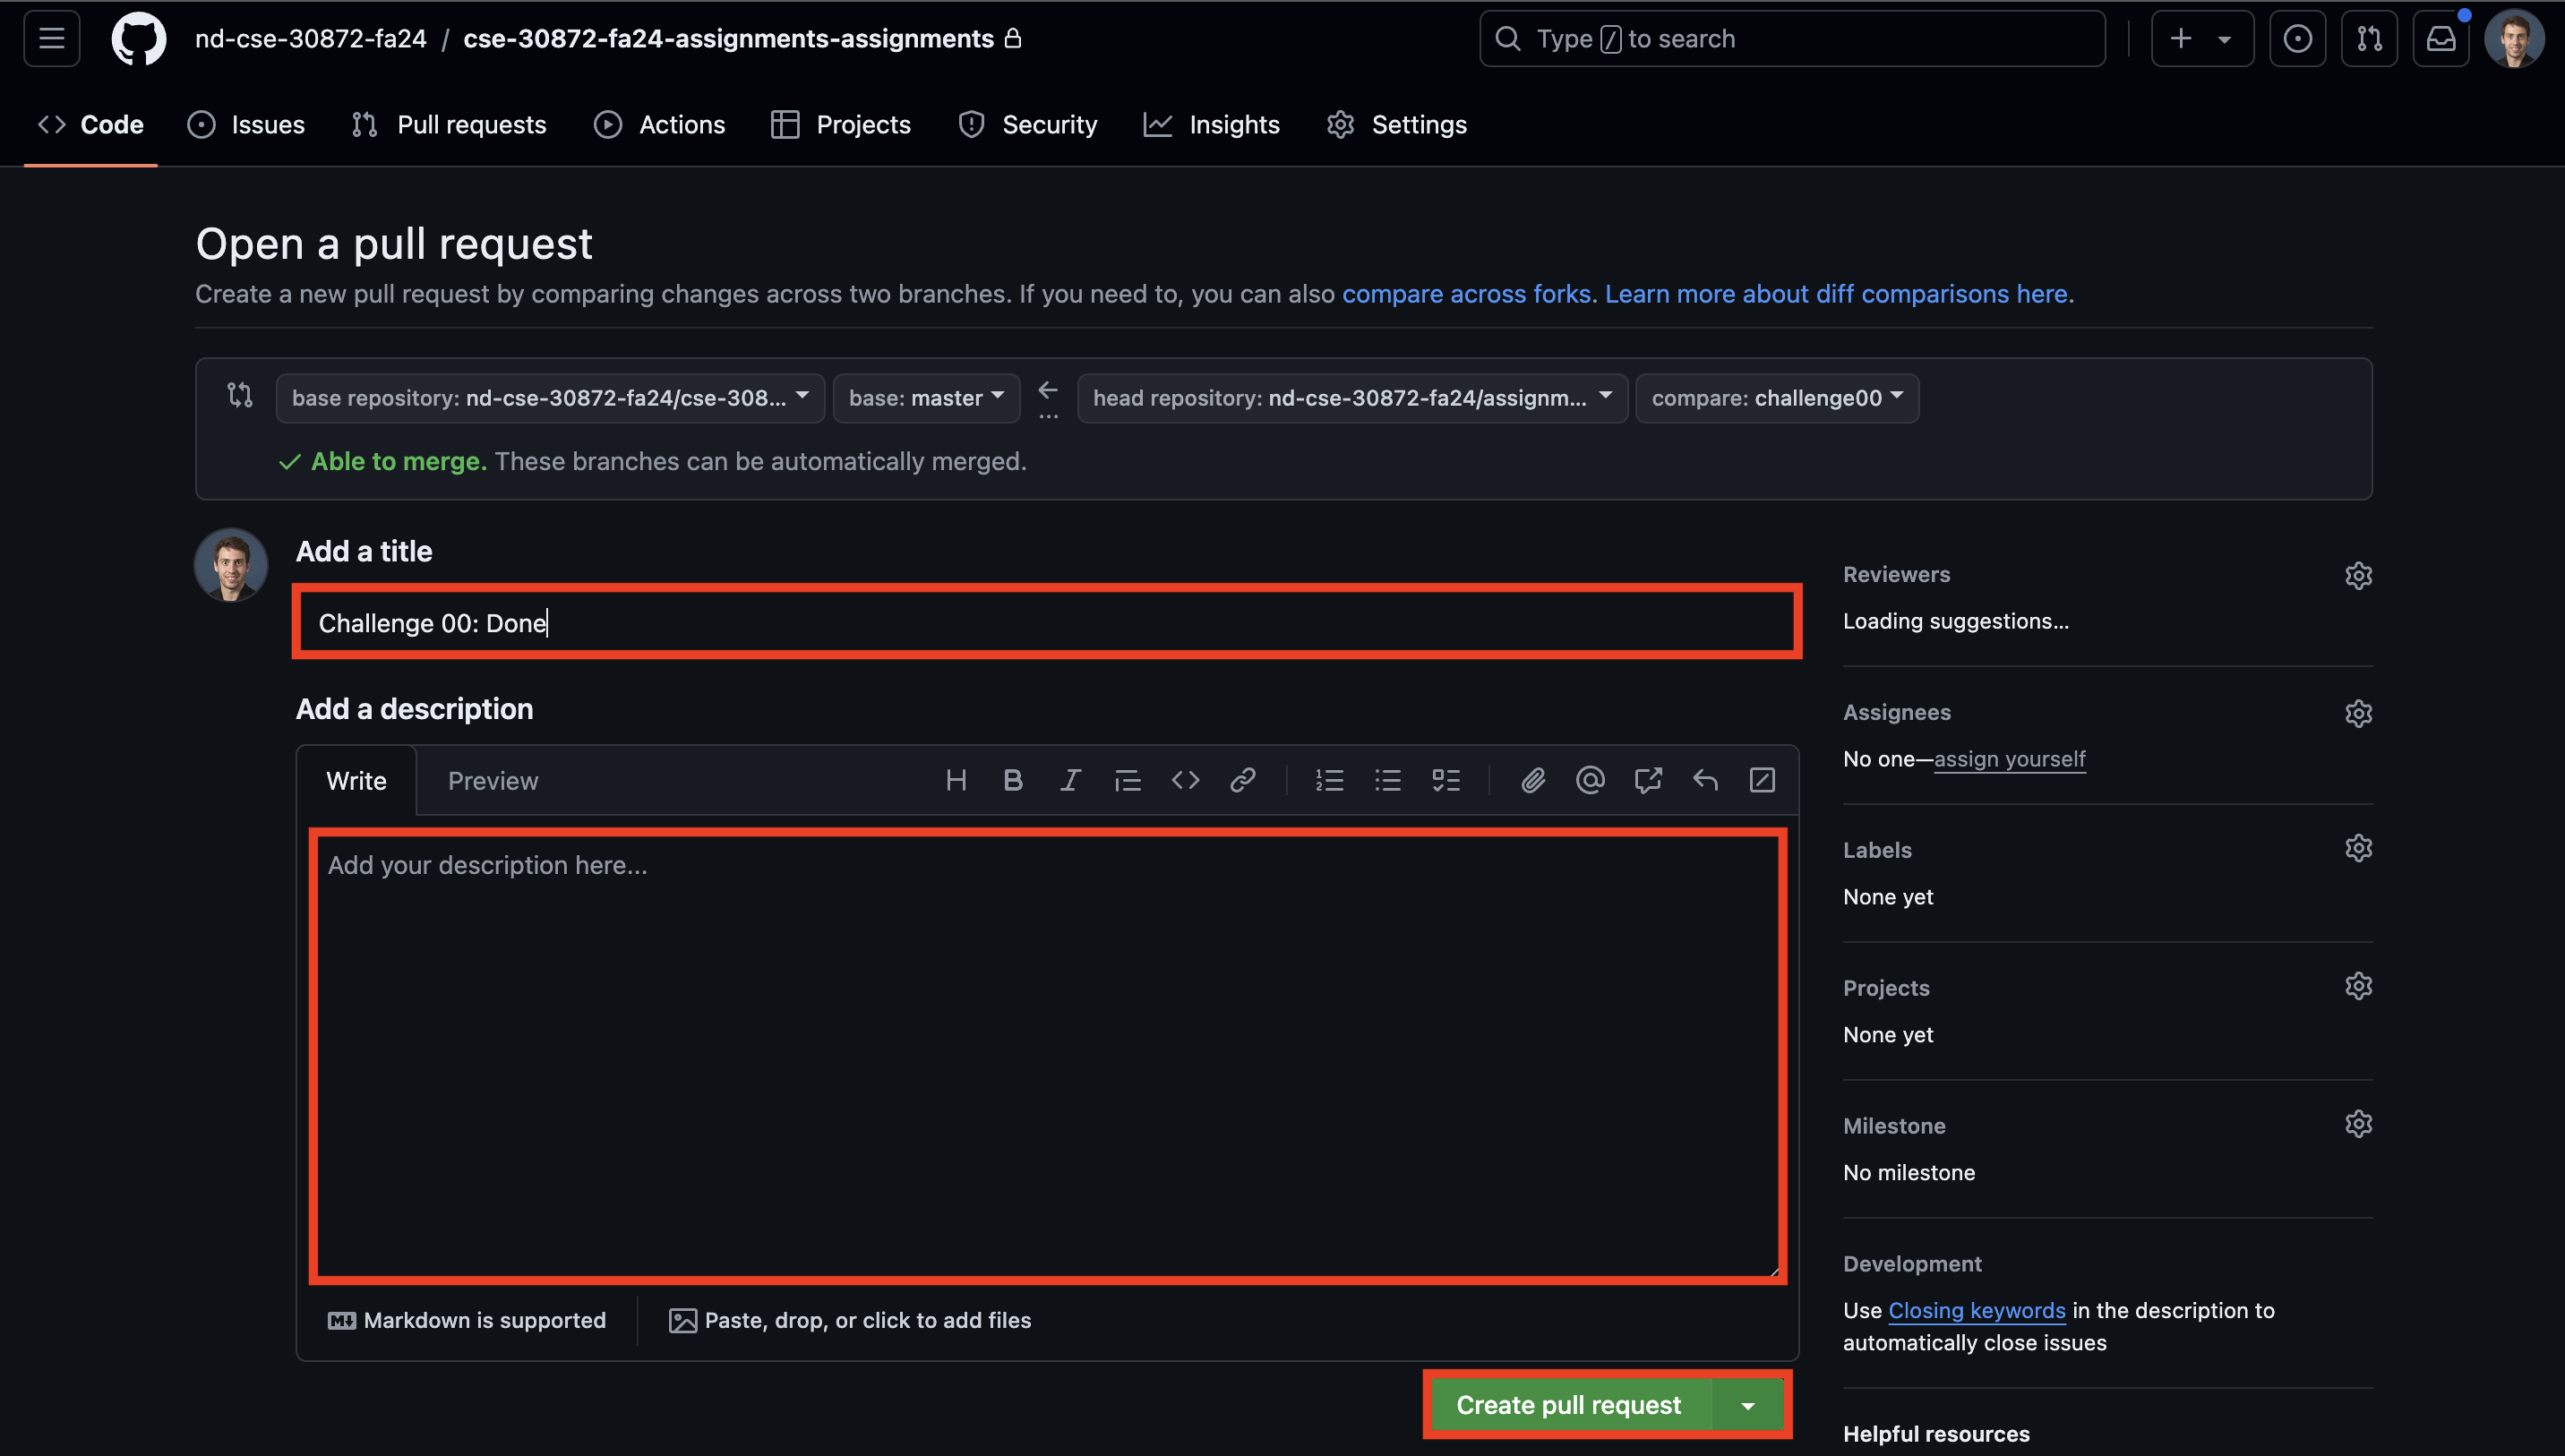 nd-cse-30872-fa24 / cse-30872-fa24-assignments-assignments
Type / to search
Code Issues Pull requests Actions Projects Security Insights Settings
Open a pull request
Create a new pull request by comparing changes across two branches. If you need to, you can also compare across forks. Learn more about diff comparisons here.
base repository: nd-cse-30872-fa24/cse-308... base: master ... head repository: nd-cse-30872-fa24/assignm... compare: challenge00
Able to merge. These branches can be automatically merged.
Add a title
Challenge 00: Done
Add a description
Write Preview
Add your description here...
Markdown is supported
Paste, drop, or click to add files
Create pull request
Reviewers
Loading suggestions...
Assignees
No one—assign yourself
Labels
None yet
Projects
None yet
Milestone
No milestone
Development
Use Closing keywords in the description to
automatically close issues
Helpful resources